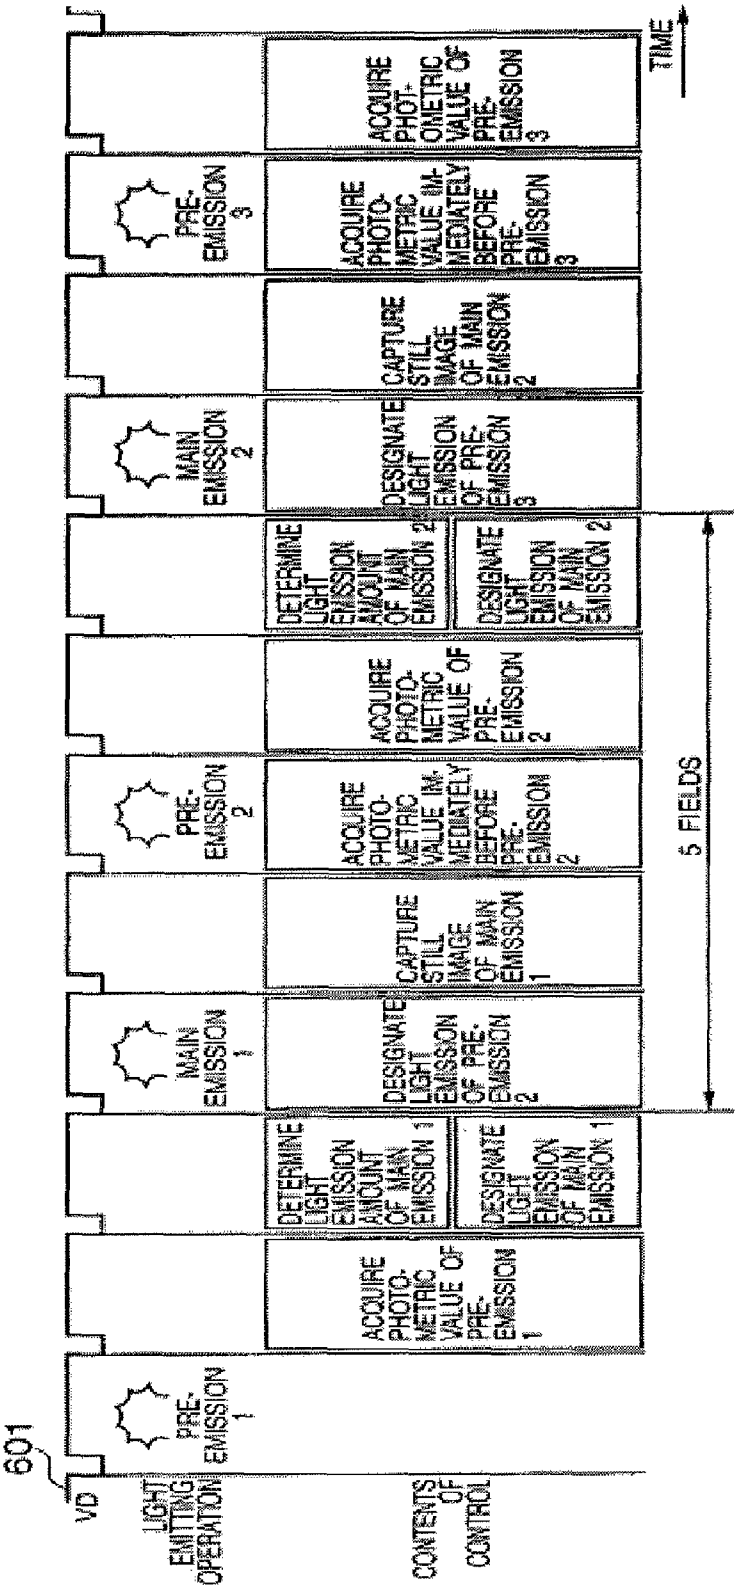 601
VD
LIGHT
EMITTING
OPERATION
PRE-
EMISSION
1
MAIN
EMISSION
1
PRE-
EMISSION
2
MAIN
EMISSION
2
PRE-
EMISSION
3
CONTENTS
OF
CONTROL
ACQUIRE
PHOTO-
METRIC
VALUE OF
PRE-
EMISSION
1
DETERMINE
LIGHT
EMISSION
AMOUNT
OF MAIN
EMISSION 1
DESIGNATE
LIGHT
EMISSION
OF MAIN
EMISSION 1
DESIGNATE
LIGHT
EMISSION
OF PRE-
EMISSION
2
CAPTURE
STILL
IMAGE
OF MAIN
EMISSION
1
ACQUIRE
PHOTO-
METRIC
VALUE IM-
MEDIATELY
BEFORE
PRE-
EMISSION
2
ACQUIRE
PHOTO-
METRIC
VALUE OF
PRE-
EMISSION
2
DETERMINE
LIGHT
EMISSION
AMOUNT
OF MAIN
EMISSION 2
DESIGNATE
LIGHT
EMISSION
OF MAIN
EMISSION 2
DESIGNATE
LIGHT
EMISSION
OF PRE-
EMISSION
3
CAPTURE
STILL
IMAGE
OF MAIN
EMISSION
2
ACQUIRE
PHOTO-
METRIC
VALUE IM-
MEDIATELY
BEFORE
PRE-
EMISSION
3
ACQUIRE
PHOT-
OMETRIC
VALUE OF
PRE-
EMISSION
3
5 FIELDS
TIME